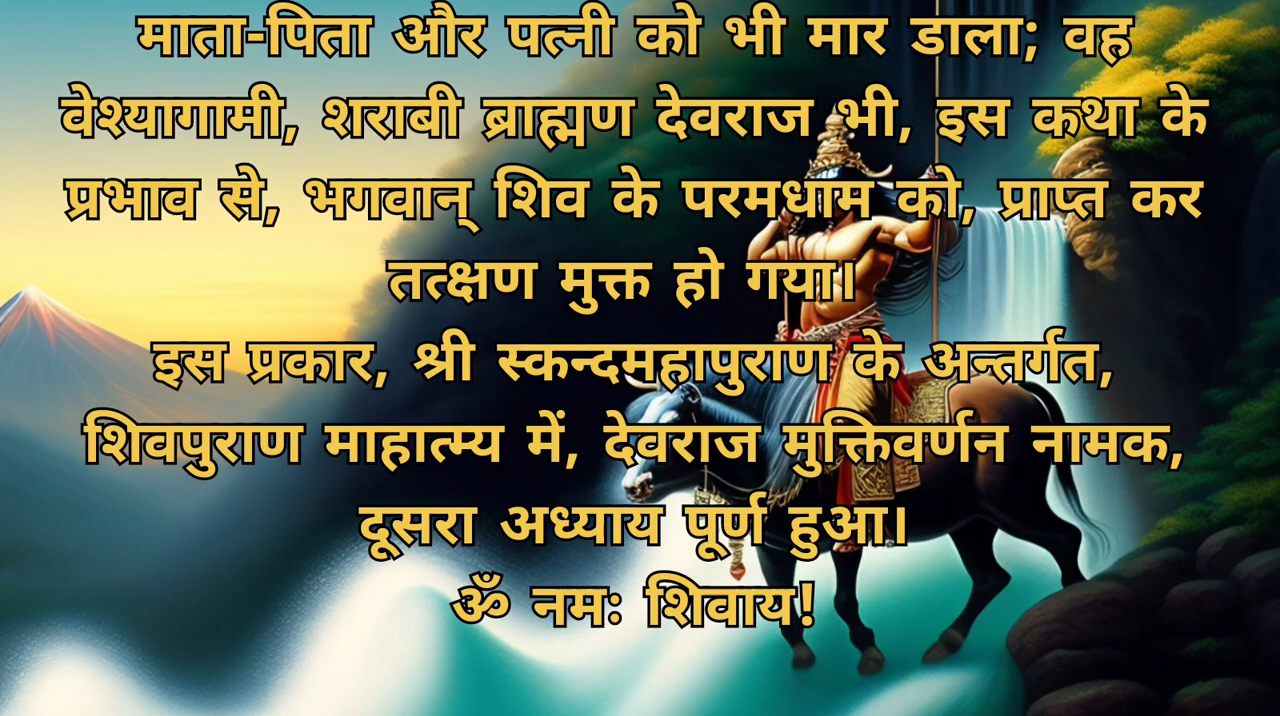 माता-पिता और पत्नी को भी मार डाला; वह
वेश्यागामी, शराबी ब्राह्मण देवराज भी, इस कथा के
प्रभाव से, भगवान् शिव के परमधाम को, प्राप्त कर
तत्क्षण मुक्त हो गया।
इस प्रकार, श्री स्कन्दमहापुराण के अन्तर्गत,
शिवपुराण माहात्म्य में, देवराज मुक्तिवर्णन नामक,
दूसरा अध्याय पूर्ण हुआ।
ॐ नमः शिवाय!